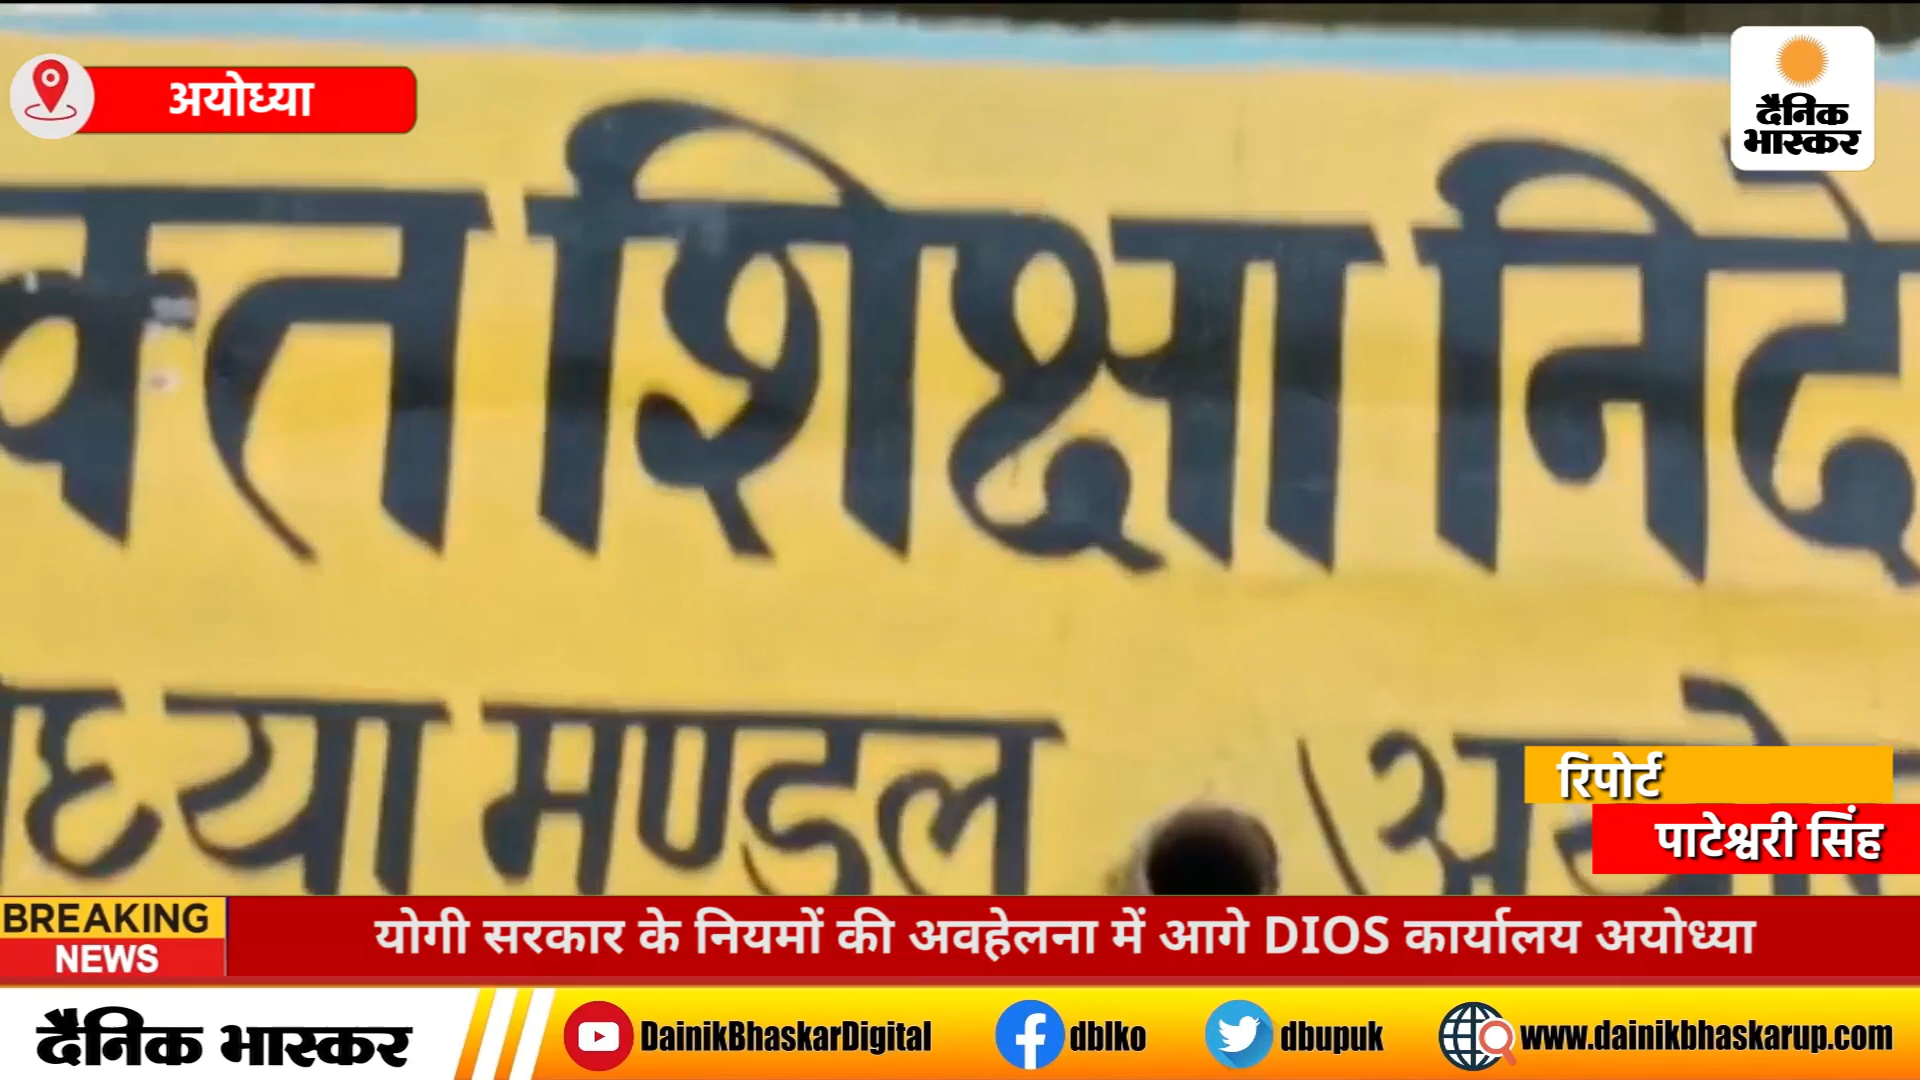 अयोध्या
दैनिक
भास्कर
क्त शिक्षा निदे
ध्या मण्डल (अयो
रिपोर्ट
पाटेश्वरी सिंह
BREAKING
NEWS
योगी सरकार के नियमों की अवहेलना में आगे DIOS कार्यालय अयोध्या
दैनिक भास्कर DainikBhaskarDigital dblko dbupuk www.dainikbhaskarup.com